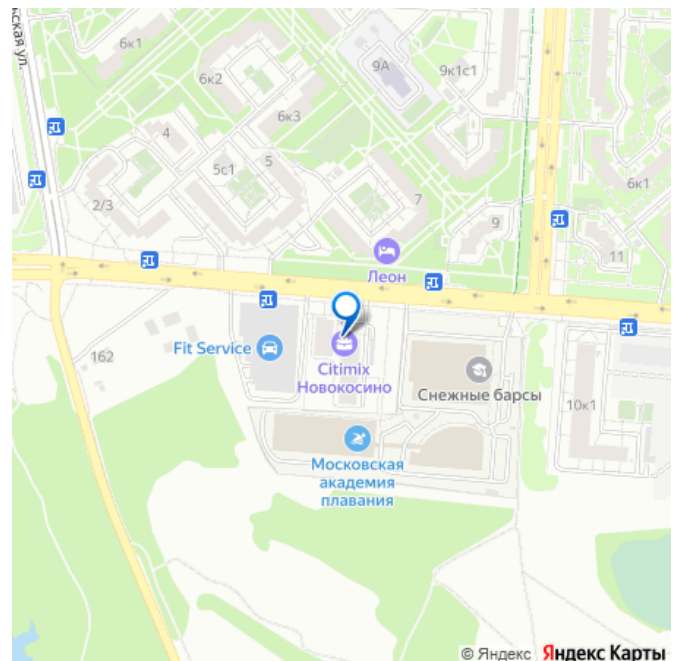 ьская ул.
6к1
6к2
9А
9к1с1
6к3
4
5с1
5
2/3
7
6к1
9
11
Леон
Fit Service
162
Citimix
Новокосино
Снежные барсы
10к1
Московская
академия
плавания
© Яндекс Яндекс Карты